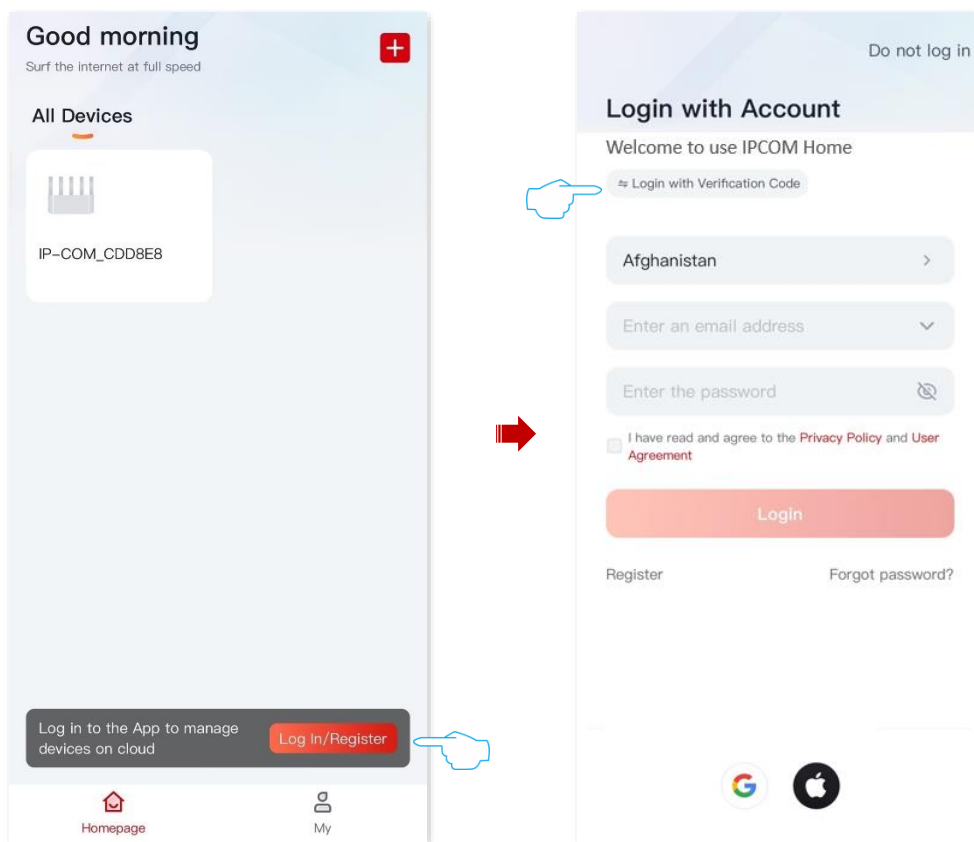 Good morning
Surf the internet at full speed
All Devices
IP-COM_CDD8E8
Log in to the App to manage
devices on cloud
Log In/Register
Homepage
My
Do not log in
Login with Account
Welcome to use IPCOM Home
⇋ Login with Verification Code
Afghanistan
Enter an email address
Enter the password
I have read and agree to the Privacy Policy and User
Agreement
Login
Register
Forgot password?
G